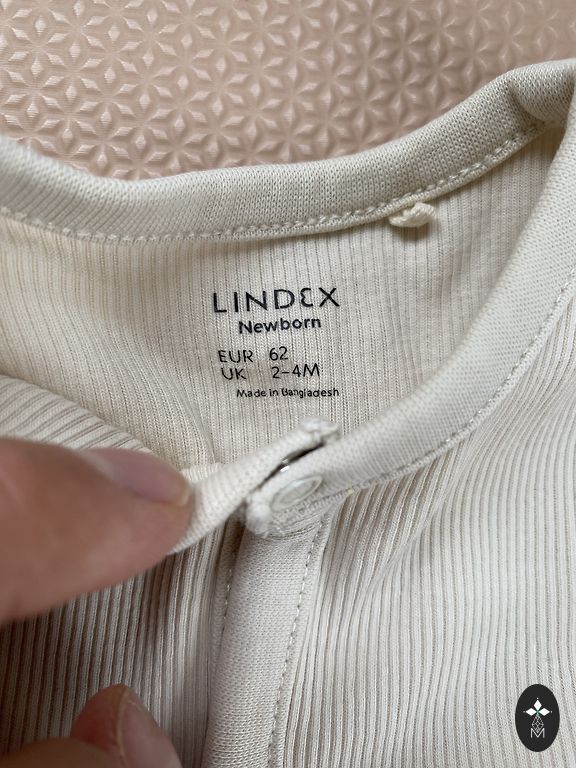 LINDEX
Newborn
EUR 62
UK 2-4M
Made in Bangladesh